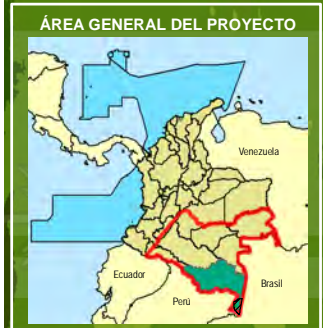 ÁREA GENERAL DEL PROYECTO
Venezuela
Ecuador
Brasil
Perú